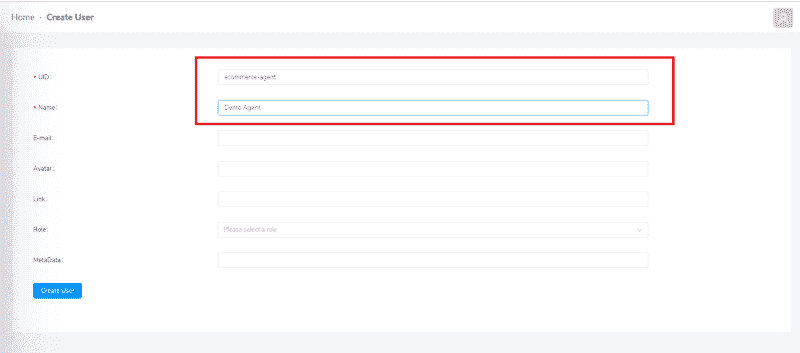 Home · Create User
* UID:
ecommerce-agent
* Name:
Demo Agent
E-mail:
Avatar:
Link:
Role:
Please select a role
MetaData:
Create User